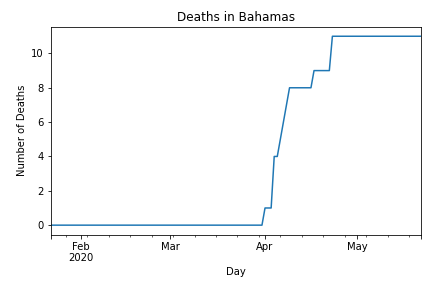 Deaths in Bahamas
Number of Deaths
10
8
6
4
2
0
Feb
2020
Mar
Apr
May
Day